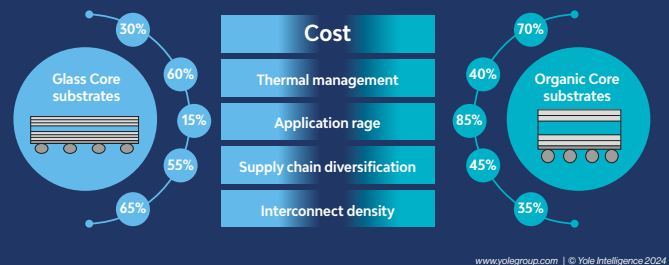 30%
Cost
70%
60%
Glass Core
substrates
Thermal management
40%
Organic Core
substrates
15%
Application rage
85%
55%
Supply chain diversification
45%
65%
Interconnect density
35%
www.yolegroup.com | © Yole Intelligence 2024